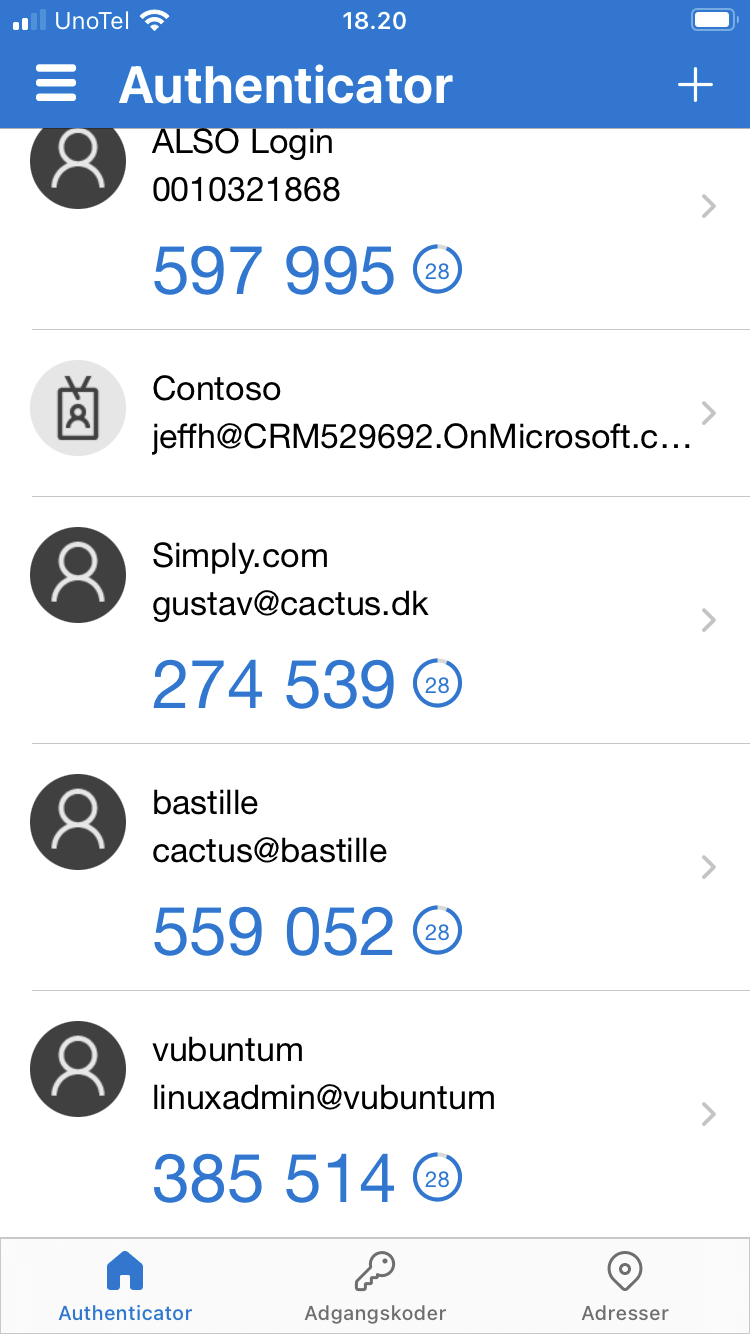 UnoTel 18.20
Authenticator
ALSO Login
0010321868
597 995 28
Contoso
jeffh@CRM529692.OnMicrosoft.c...
Simply.com
gustav@cactus.dk
274 539 28
bastille
cactus@bastille
559 052 28
vubuntum
linuxadmin@vubuntum
385 514 28
Authenticator Adgangskoder Adresser